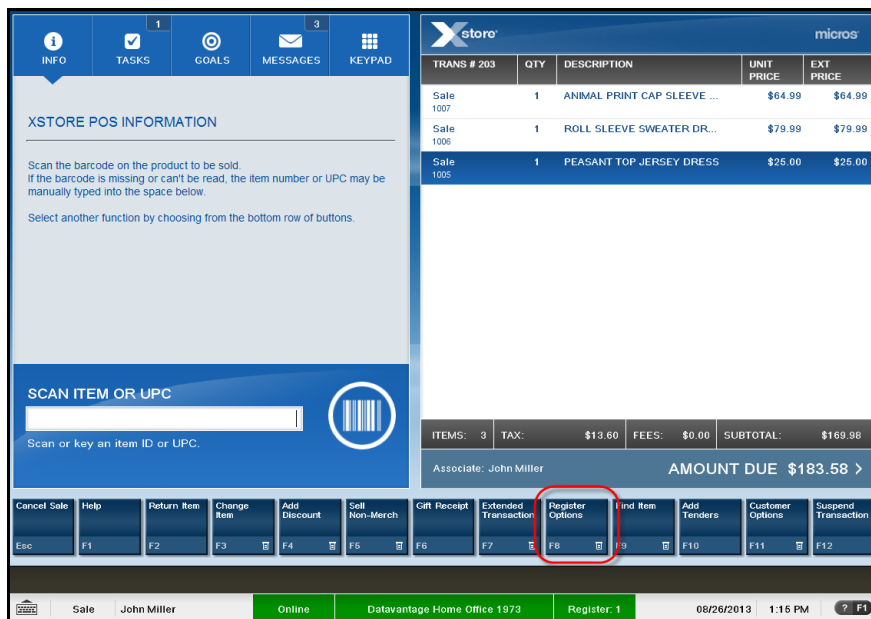 1
3
INFO
TASKS
GOALS
MESSAGES
KEYPAD
XSTORE POS INFORMATION
Scan the barcode on the product to be sold.
If the barcode is missing or can't be read, the item number or UPC may be
manually typed into the space below.
Select another function by choosing from the bottom row of buttons.
SCAN ITEM OR UPC
Scan or key an item ID or UPC.
Xstore
micros
TRANS # 203 QTY DESCRIPTION UNIT PRICE EXT PRICE
Sale 1 ANIMAL PRINT CAP SLEEVE ... $64.99 $64.99
1007
Sale 1 ROLL SLEEVE SWEATER DR... $79.99 $79.99
1006
Sale 1 PEASANT TOP JERSEY DRESS $25.00 $25.00
1005
ITEMS: 3 TAX: $13.60 FEES: $0.00 SUBTOTAL: $169.98
Associate: John Miller AMOUNT DUE $183.58 >
Cancel Sale
Esc
Help
F1
Return Item
F2
Change
Item
F3
Add
Discount
F4
Sell
Non-Merch
F5
Gift Receipt
F6
Extended
Transaction
F7
Register
Options
F8
Find Item
F9
Add
Tenders
F10
Customer
Options
F11
Suspend
Transaction
F12
Sale John Miller Online Datavantage Home Office 1973 Register: 1 08/26/2013 1:15 PM ? F1